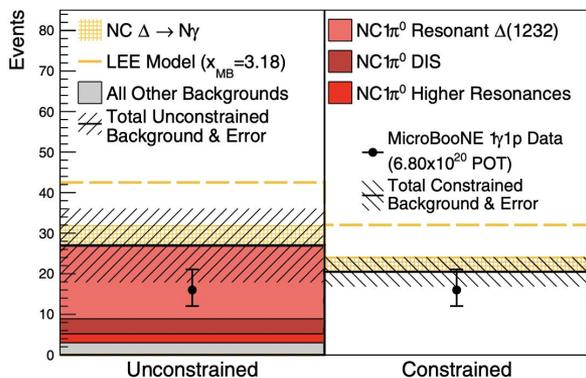 Events
80
70
60
50
40
30
20
10
0
NC Δ → Nγ
LEE Model (x_MB=3.18)
All Other Backgrounds
Total Unconstrained
Background & Error
NC1π⁰ Resonant Δ(1232)
NC1π⁰ DIS
NC1π⁰ Higher Resonances
MicroBooNE 1γ1p Data
(6.80x10²⁰ POT)
Total Constrained
Background & Error
Unconstrained
Constrained